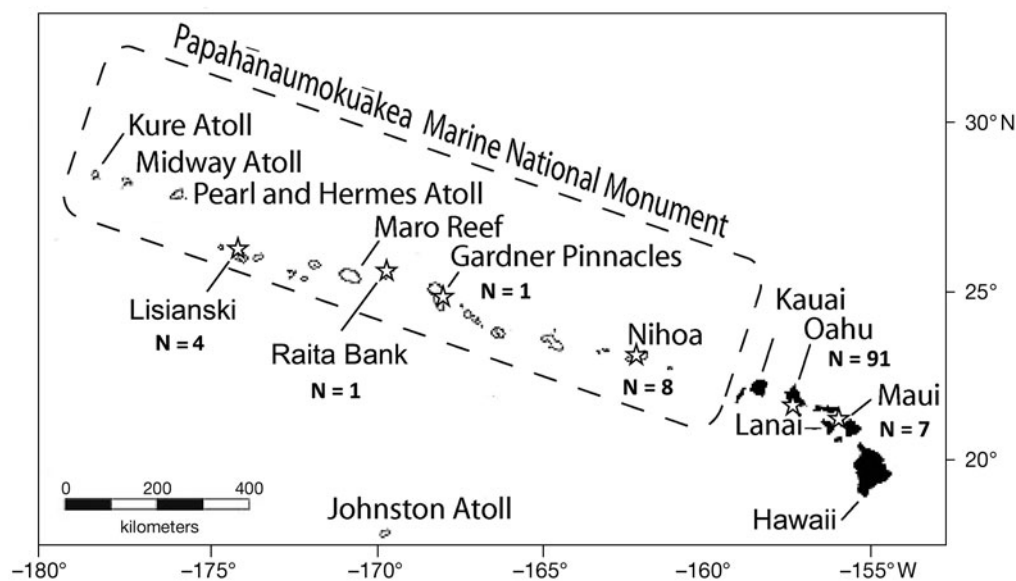 Papahānaumokuākea Marine National Monument
30°N
Kure Atoll
Midway Atoll
Pearl and Hermes Atoll
Maro Reef
Gardner Pinnacles
N = 1
25°
Lisianski
N = 4
Raita Bank
N = 1
Nihoa
N = 8
Kauai
Oahu
N = 91
Maui
N = 7
Lanai
20°
0 200 400
kilometers
Johnston Atoll
Hawaii
−180° −175° −170° −165° −160° −155°W